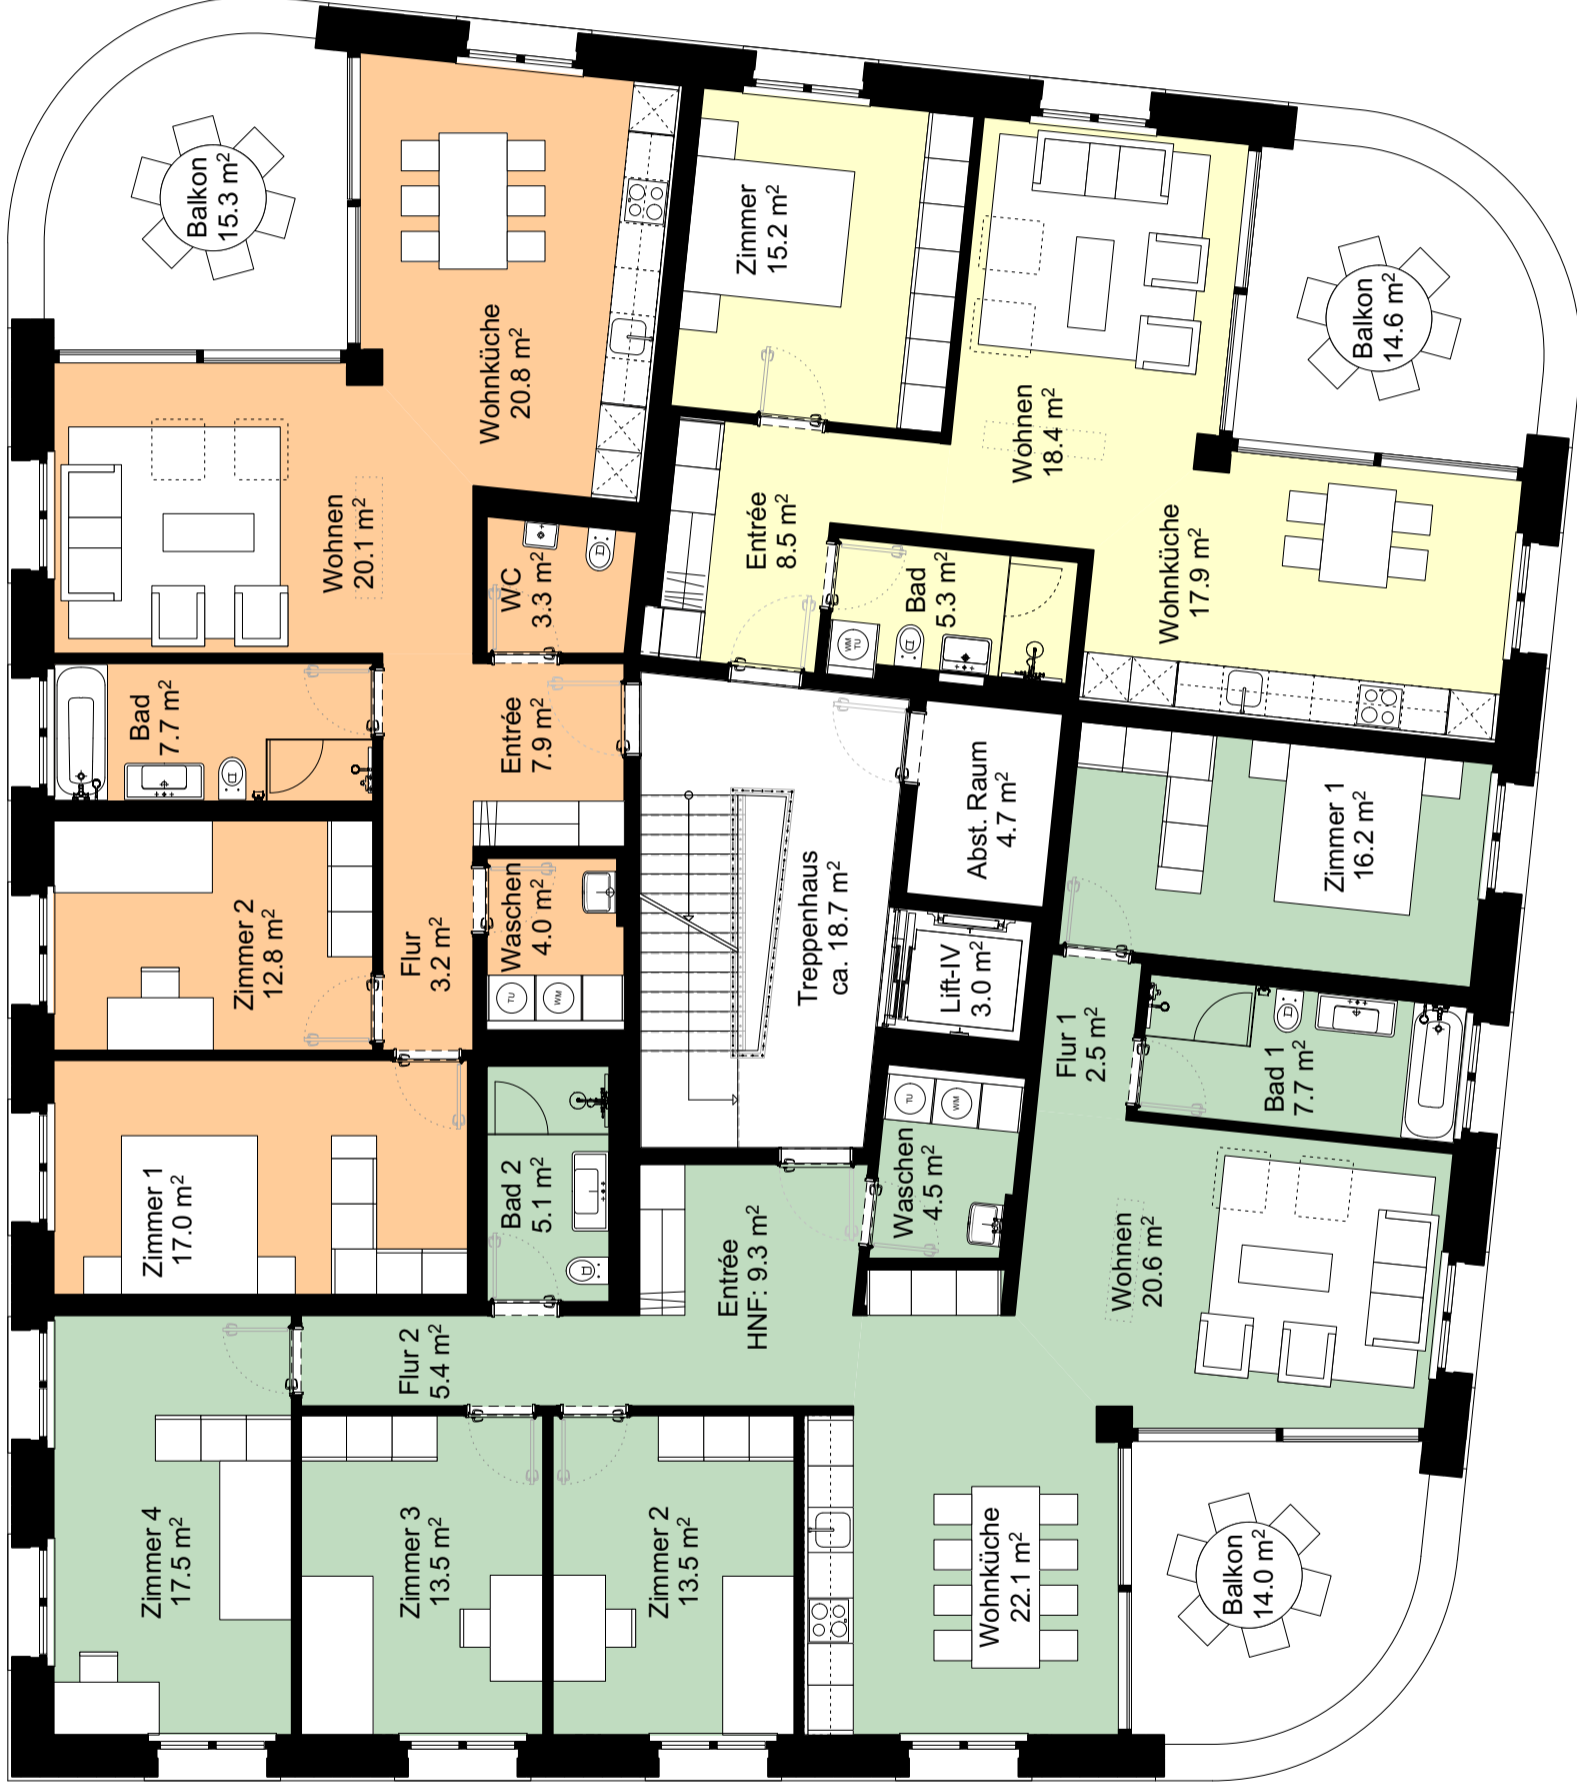 Balkon
15.3 m²
Wohnküche
20.8 m²
Wohnen
20.1 m²
WC
3.3 m²
Bad
7.7 m²
Entrée
7.9 m²
Zimmer 2
12.8 m²
Flur
3.2 m²
Waschen
4.0 m²
TU
WM
Zimmer 1
17.0 m²
Zimmer
15.2 m²
Entrée
8.5 m²
Wohnen
18.4 m²
Balkon
14.6 m²
Bad
5.3 m²
WM
TU
Wohnküche
17.9 m²
Treppenhaus
ca. 18.7 m²
Abst. Raum
4.7 m²
Lift-IV
3.0 m²
Zimmer 1
16.2 m²
Flur 1
2.5 m²
Bad 1
7.7 m²
Waschen
4.5 m²
TU
WM
Wohnen
20.6 m²
Bad 2
5.1 m²
Entrée
HNF: 9.3 m²
Flur 2
5.4 m²
Zimmer 4
17.5 m²
Zimmer 3
13.5 m²
Zimmer 2
13.5 m²
Wohnküche
22.1 m²
Balkon
14.0 m²